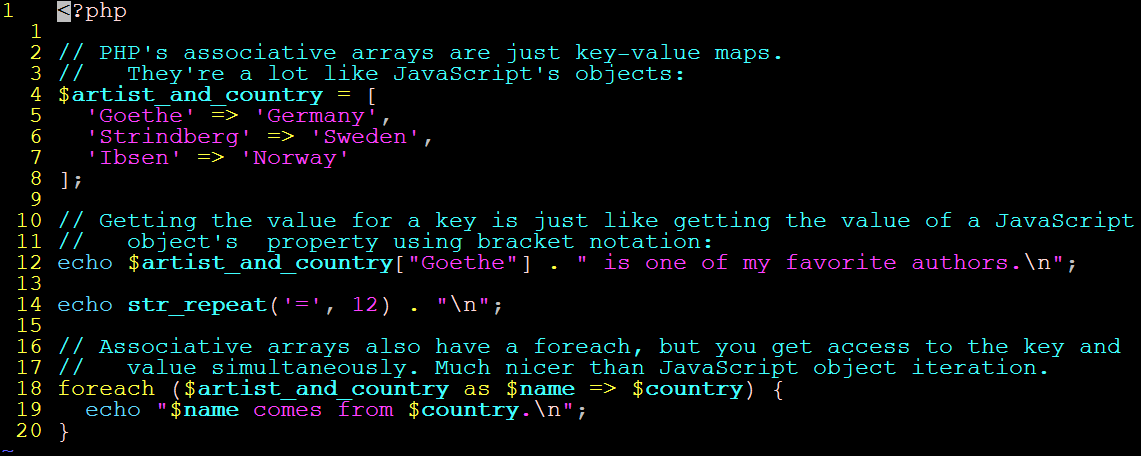 1   <?php
  1
  2 // PHP's associative arrays are just key-value maps.
  3 //   They're a lot like JavaScript's objects:
  4 $artist_and_country = [
  5   'Goethe' => 'Germany',
  6   'Strindberg' => 'Sweden',
  7   'Ibsen' => 'Norway'
  8 ];
  9
 10 // Getting the value for a key is just like getting the value of a JavaScript
 11 //   object's  property using bracket notation:
 12 echo $artist_and_country["Goethe"] . " is one of my favorite authors.\n";
 13
 14 echo str_repeat('=', 12) . "\n";
 15
 16 // Associative arrays also have a foreach, but you get access to the key and
 17 //   value simultaneously. Much nicer than JavaScript object iteration.
 18 foreach ($artist_and_country as $name => $country) {
 19   echo "$name comes from $country.\n";
 20 }
~